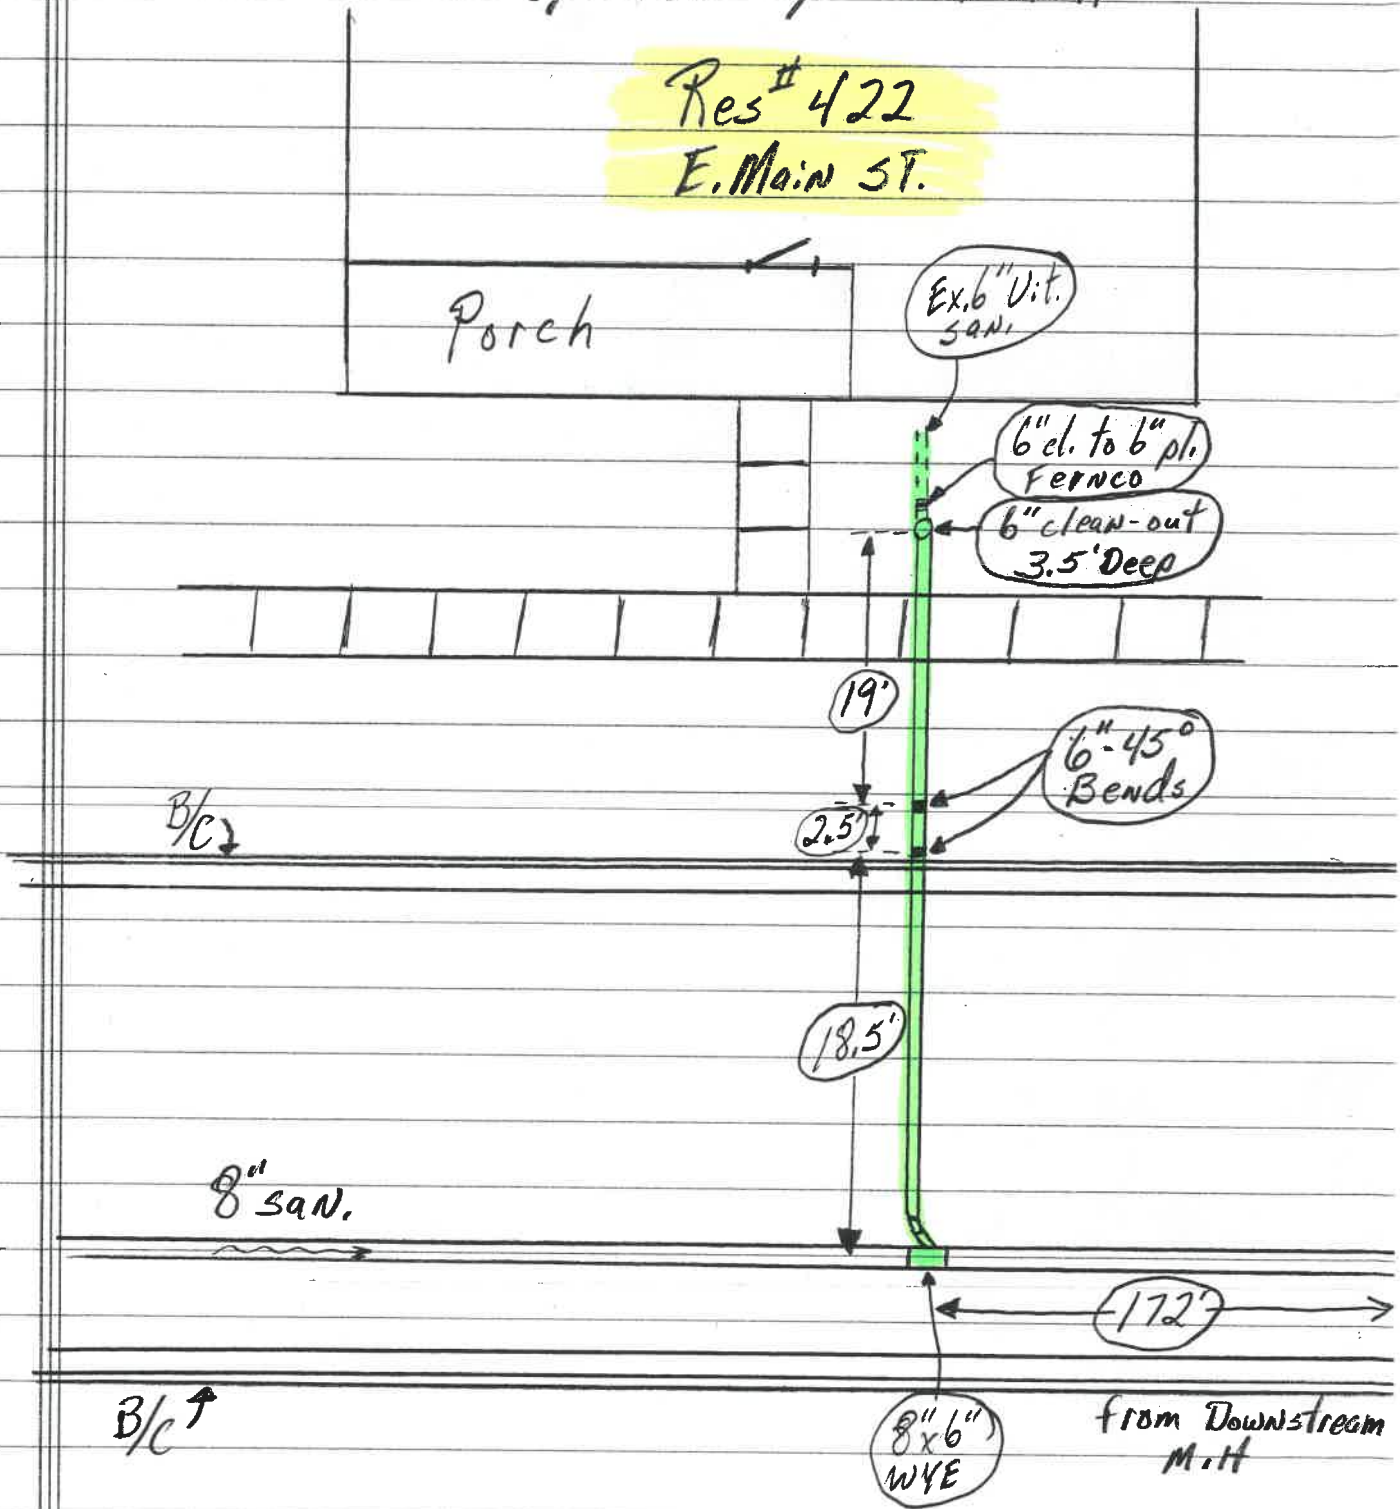 Res # 422
E. Main ST.
Porch
Ex. 6" Vit.
San.
6" cl. to 6" pl.
Fernco
6" clean-out
3.5' Deep
19'
6"-45°
Bends
B/C
2.5'
18.5'
8" San.
172'
B/C
8"x6"
WYE
from Downstream
M.H